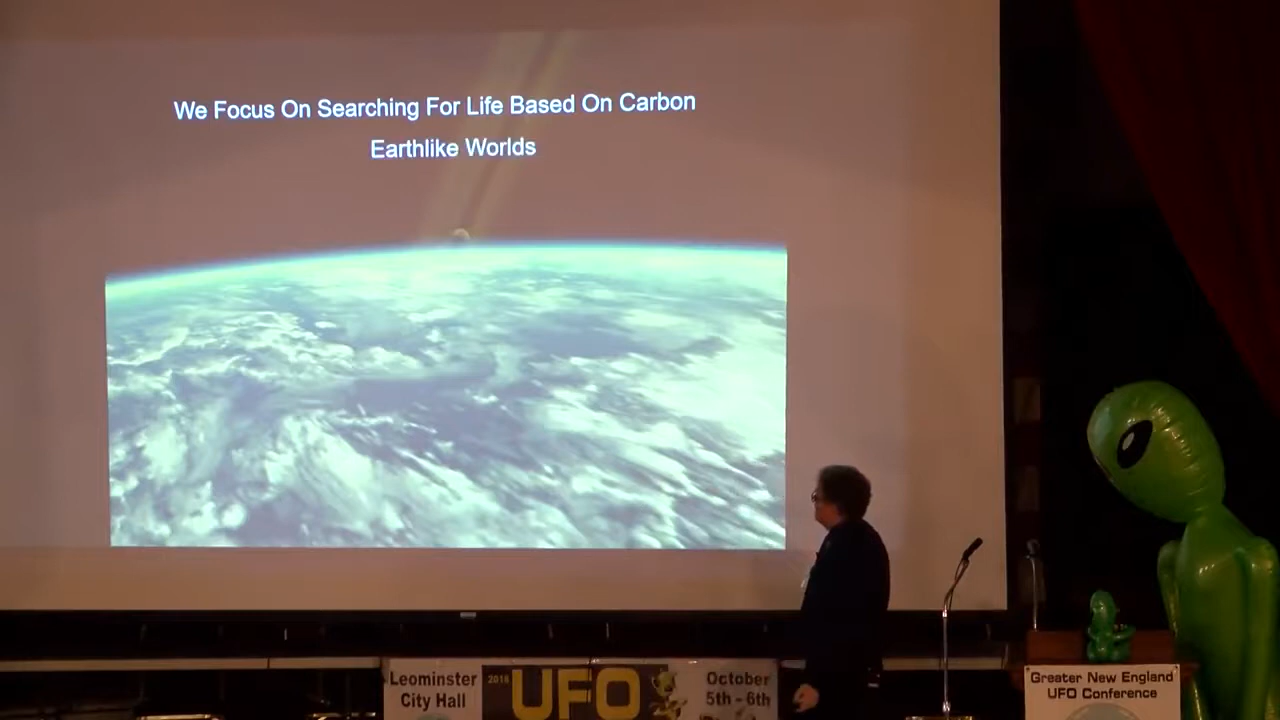 We Focus On Searching For Life Based On Carbon
Earthlike Worlds
Leominster
City Hall
2018
UFO
October
5th - 6th
Greater New England
UFO Conference